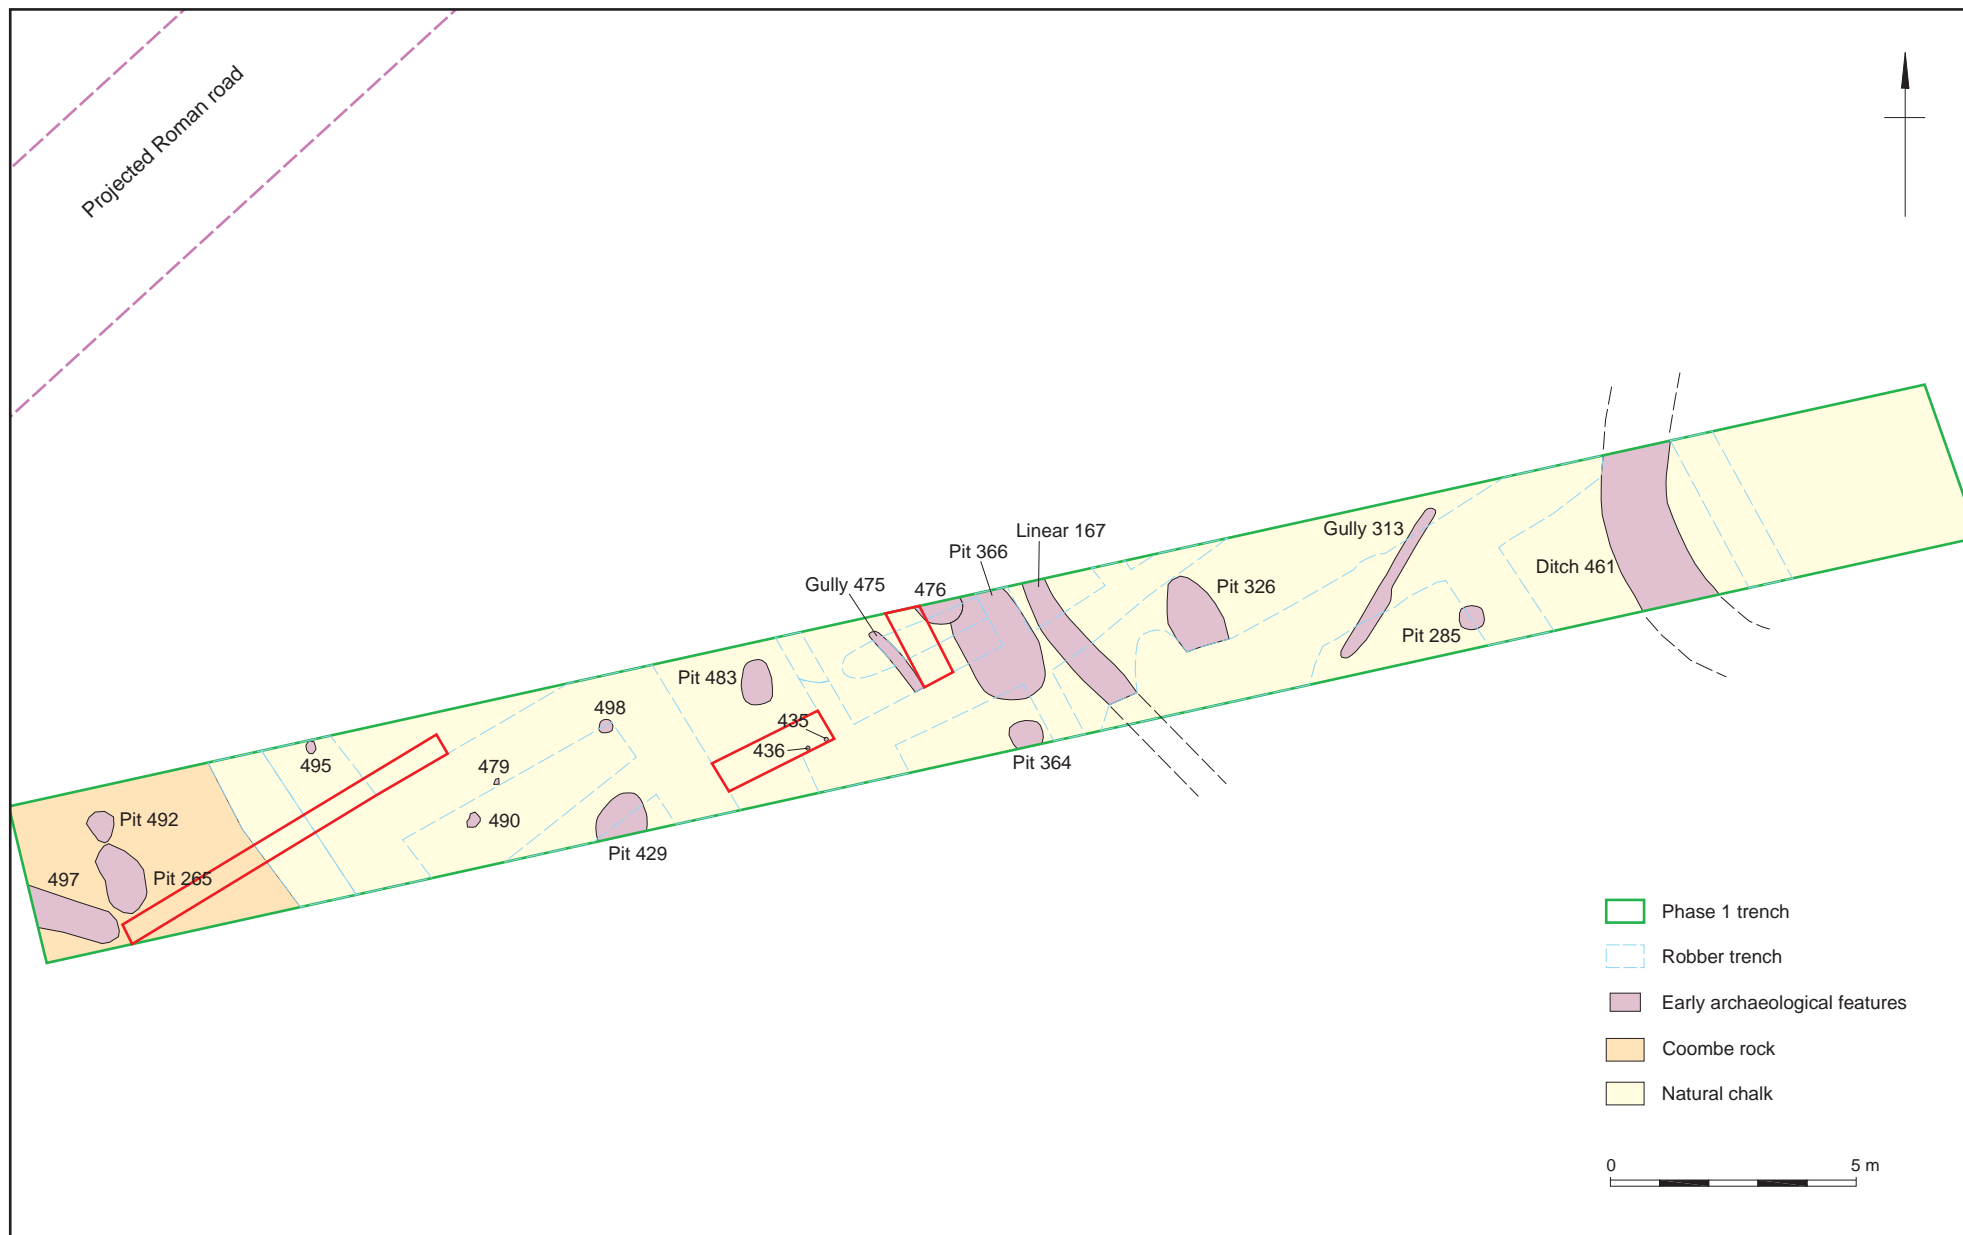 Projected Roman road
Linear 167
Gully 313
Pit 366
Ditch 461
Gully 475
476
Pit 326
Pit 285
Pit 483
498
435
436
Pit 364
495
479
490
Pit 429
Pit 492
497
Pit 265
Phase 1 trench
Robber trench
Early archaeological features
Coombe rock
Natural chalk
0 5 m